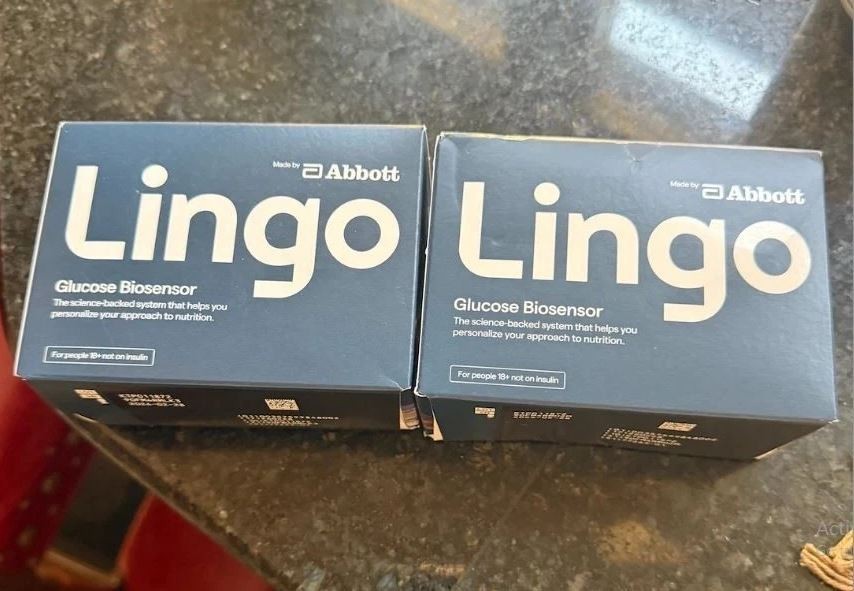 Made by Abbott
Lingo
Glucose Biosensor
The science-backed system that helps you
personalize your approach to nutrition.
For people 18+ not on insulin
Made by Abbott
Lingo
Glucose Biosensor
The science-backed system that helps you
personalize your approach to nutrition.
For people 18+ not on insulin